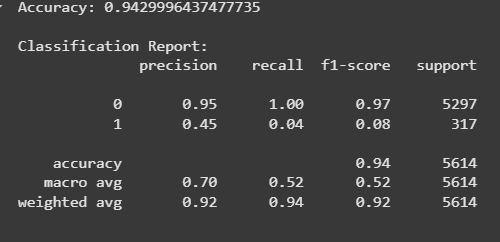 Accuracy: 0.9429996437477735
Classification Report:
precision recall f1-score support
0 0.95 1.00 0.97 5297
1 0.45 0.04 0.08 317
accuracy 0.94 5614
macro avg 0.70 0.52 0.52 5614
weighted avg 0.92 0.94 0.92 5614